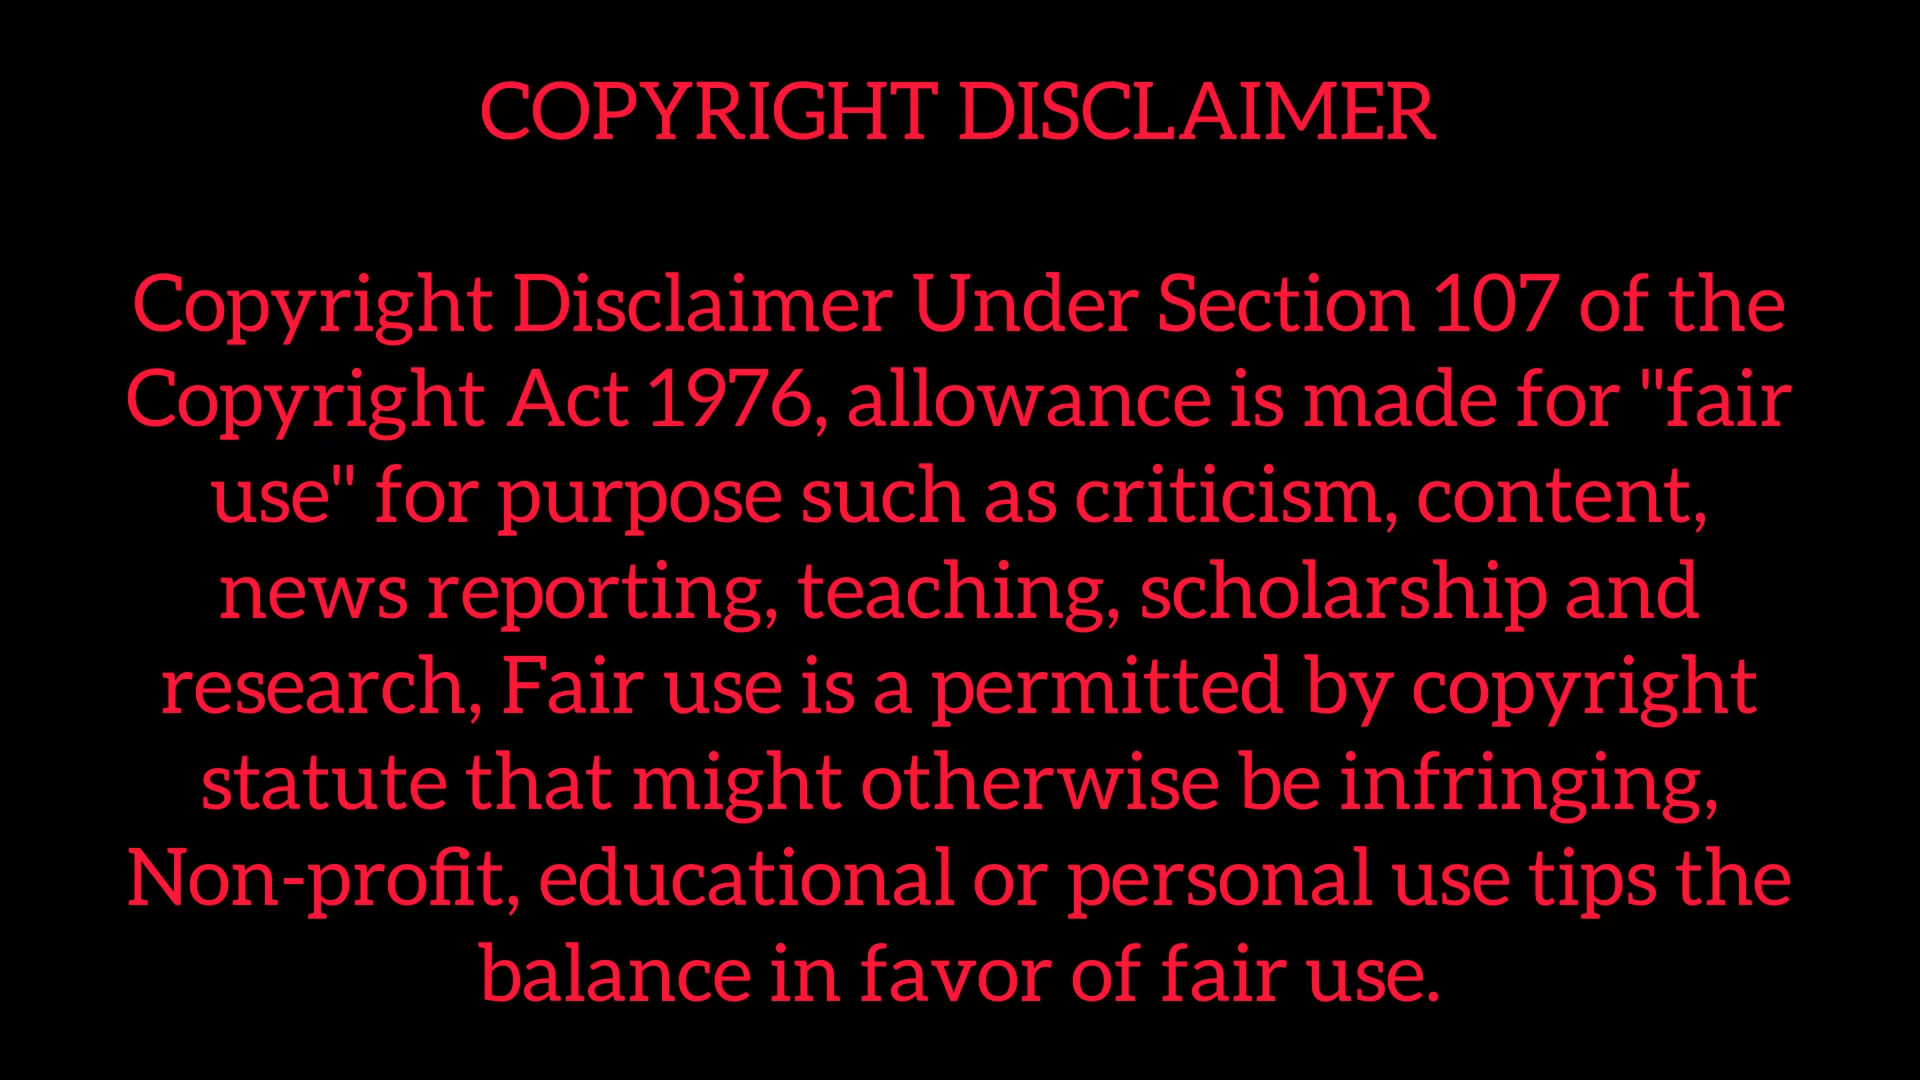 COPYRIGHT DISCLAIMER
Copyright Disclaimer Under Section 107 of the
Copyright Act 1976, allowance is made for "fair
use" for purpose such as criticism, content,
news reporting, teaching, scholarship and
research, Fair use is a permitted by copyright
statute that might otherwise be infringing,
Non-profit, educational or personal use tips the
balance in favor of fair use.